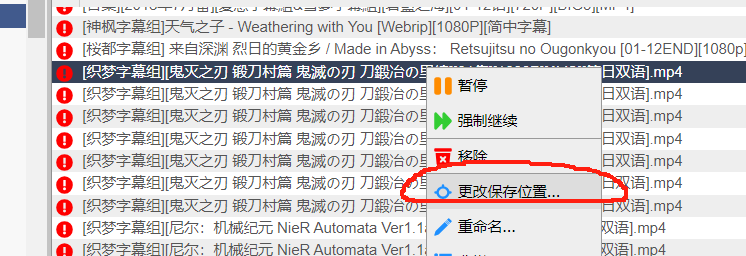 [神枫字幕组]天气之子 - Weathering with You [Webrip][1080P][简中字幕]
[桜都字幕组] 来自深渊 烈日的黄金乡 / Made in Abyss: Retsujitsu no Ougonkyou [01-12END][1080p]
[织梦字幕组][鬼灭之刃 锻刀村篇 鬼滅の刃 刀鍛冶の里 日双语].mp4
[织梦字幕组][鬼灭之刃 锻刀村篇 鬼滅の刃 刀鍛冶の 日双语].mp4
[织梦字幕组][鬼灭之刃 锻刀村篇 鬼滅の刃 刀鍛冶の 日双语].mp4
[织梦字幕组][鬼灭之刃 锻刀村篇 鬼滅の刃 刀鍛冶の 日双语].mp4
[织梦字幕组][鬼灭之刃 锻刀村篇 鬼滅の刃 刀鍛冶の 日双语].mp4
[织梦字幕组][鬼灭之刃 锻刀村篇 鬼滅の刃 刀鍛冶の 日双语].mp4
[织梦字幕组][鬼灭之刃 锻刀村篇 鬼滅の刃 刀鍛冶の 日双语].mp4
[织梦字幕组][尼尔：机械纪元 NieR Automata Ver1.1a 双语].mp4
[织梦字幕组][尼尔：机械纪元 NieR Automata Ver1.1a 双语].mp4
暂停
强制继续
移除
更改保存位置...
重命名...